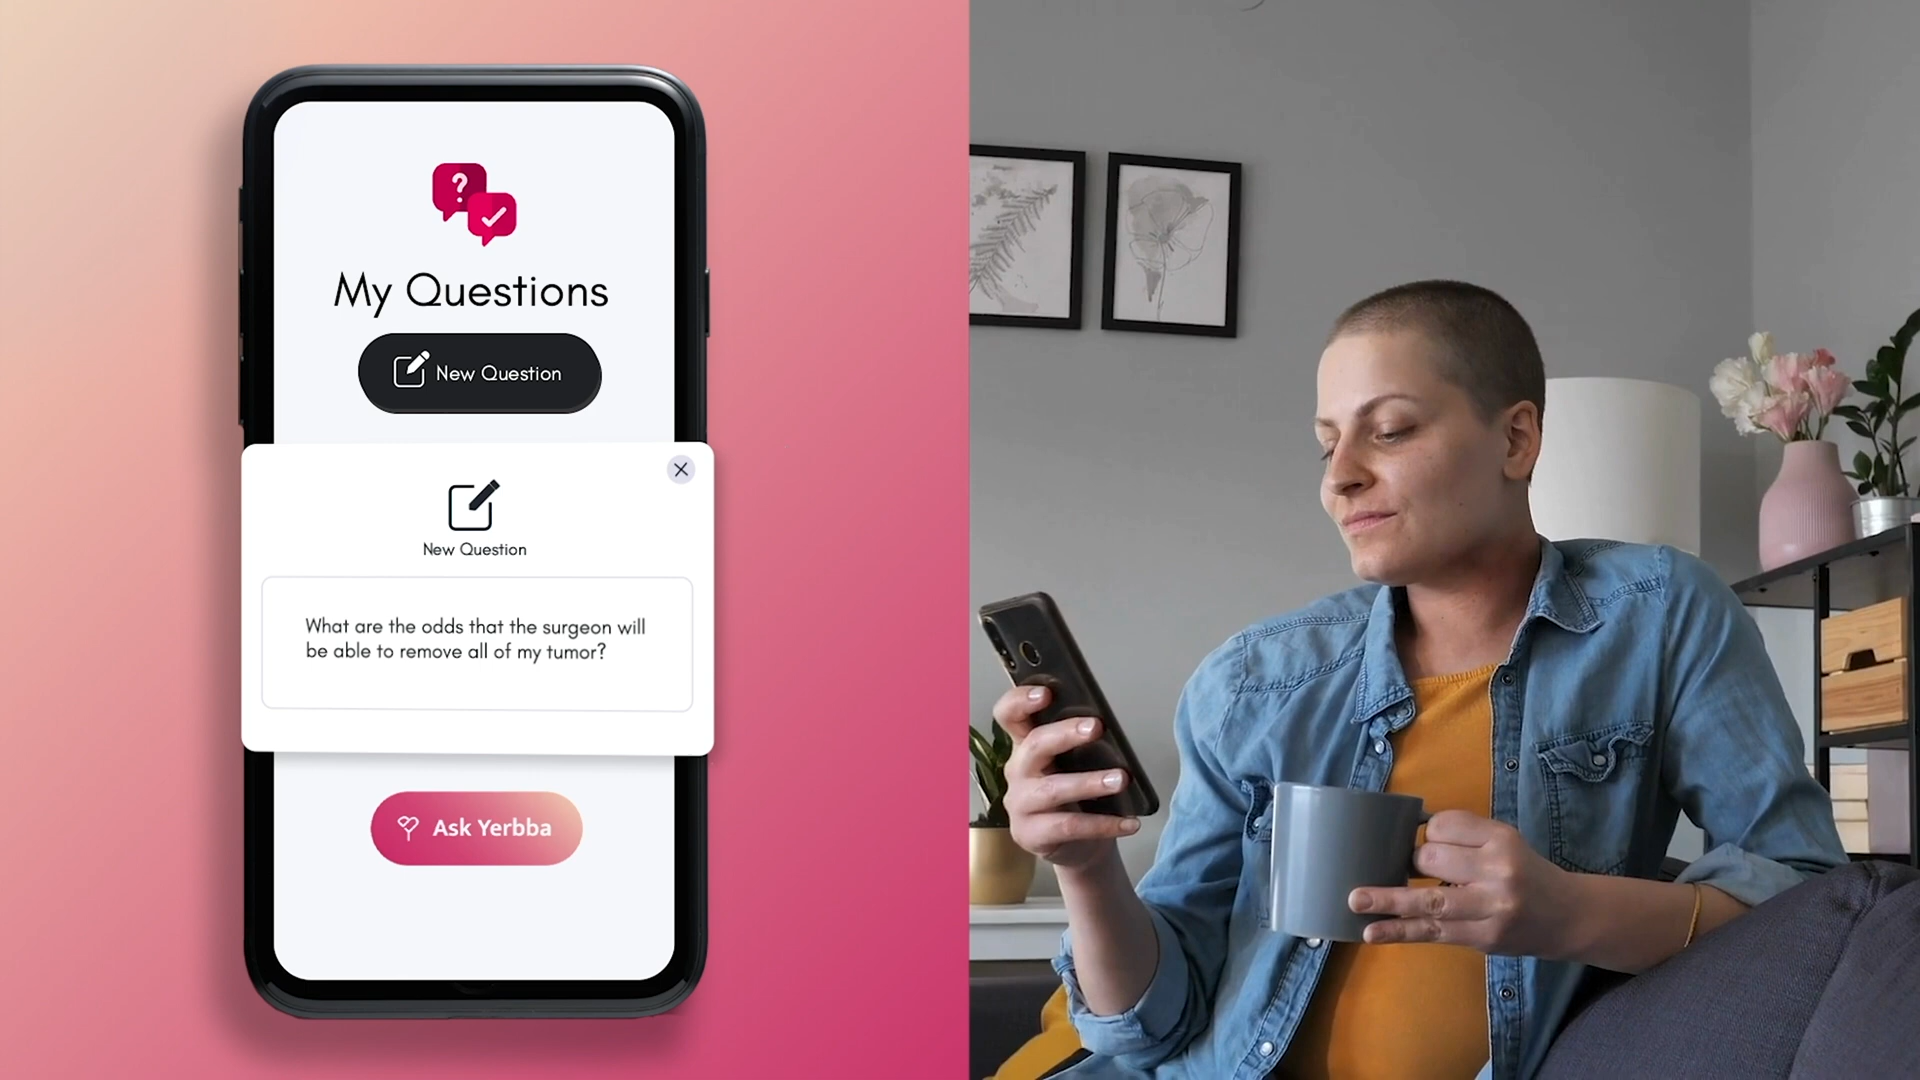 My Questions
New Question
New Question
What are the odds that the surgeon will
be able to remove all of my tumor?
Ask Yerbba